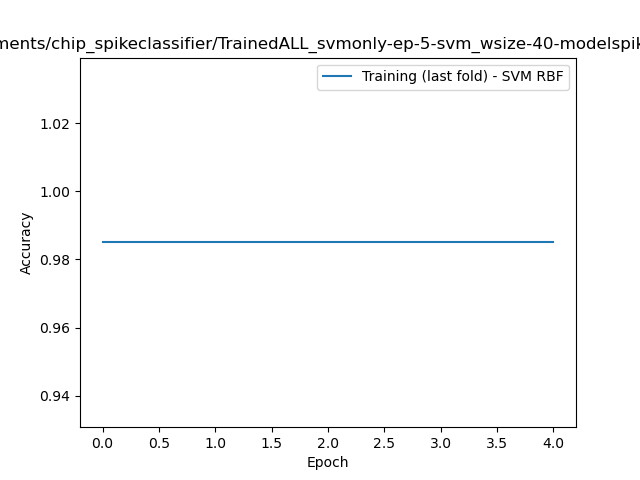 ments/chip_spikeclassifier/TrainedALL_svmonly-ep-5-svm_wsize-40-modelspik
Training (last fold) - SVM RBF
1.02
1.00
0.98
0.96
0.94
Accuracy
0.0 0.5 1.0 1.5 2.0 2.5 3.0 3.5 4.0
Epoch